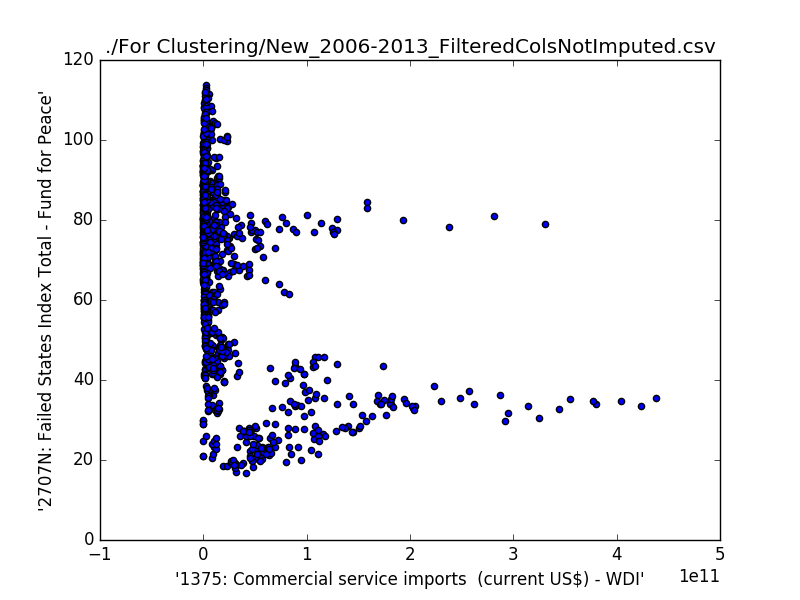 ./For Clustering/New_2006-2013_FilteredColsNotImputed.csv
120
100
80
60
40
20
0
'2707N: Failed States Index Total - Fund for Peace'
−1 0 1 2 3 4 5
1e11
'1375: Commercial service imports  (current US$) - WDI'